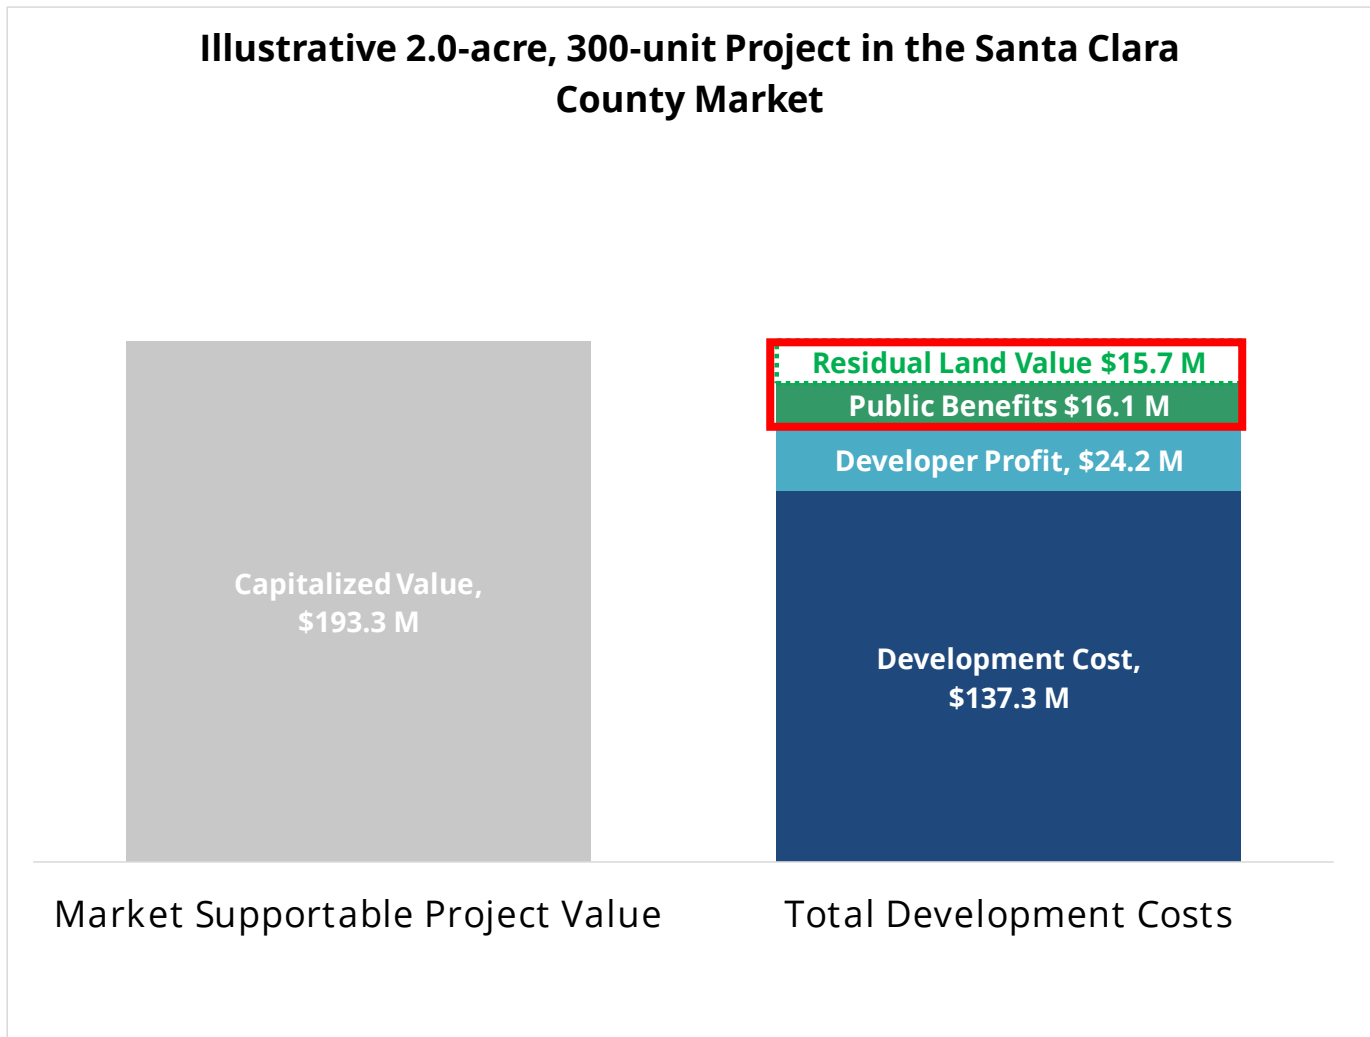 Illustrative 2.0-acre, 300-unit Project in the Santa Clara
County Market
Capitalized Value,
$193.3 M
Residual Land Value $15.7 M
Public Benefits $16.1 M
Developer Profit, $24.2 M
Development Cost,
$137.3 M
Market Supportable Project Value
Total Development Costs